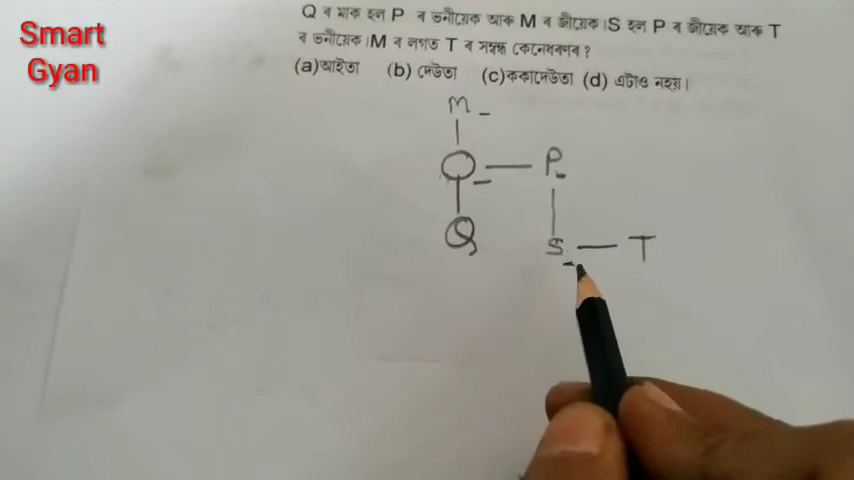 Smart
Gyan
Q ৰ মাক হল P ৰ ভনীয়েক আৰু M ৰ জীয়েক।S হল P ৰ জীয়েক আৰু T
ৰ ভনীয়েক।M ৰ লগত T ৰ সম্বন্ধ কেনেধৰণৰ?
(a)আইতা (b) দেউতা (c)ককাদেউতা (d) এটাও নহয়।
M -
O — P -
Q S — T
-